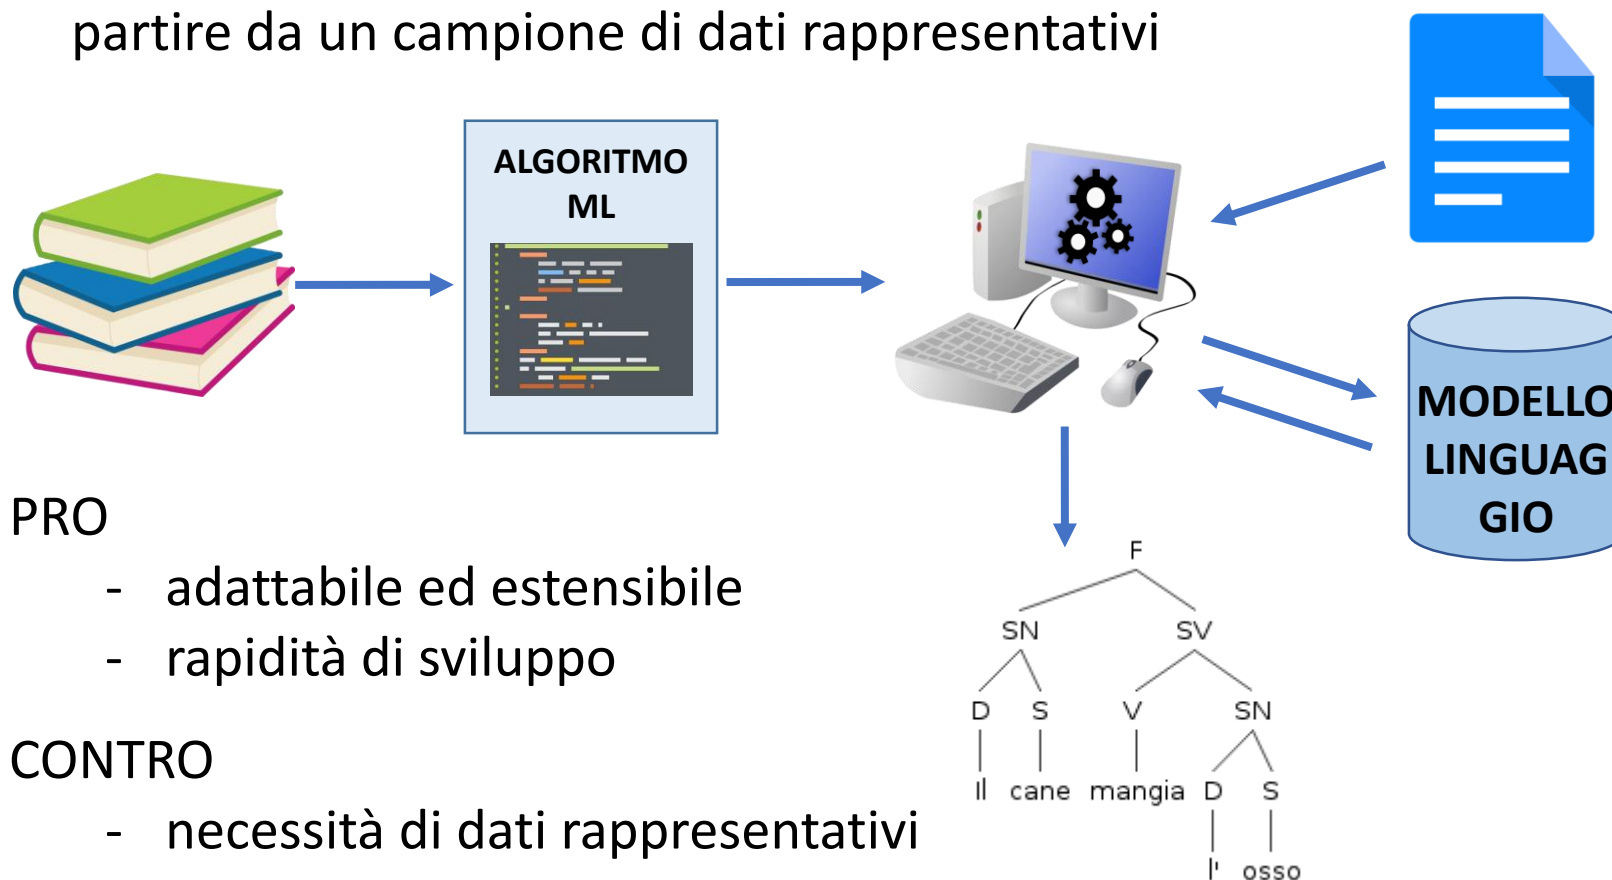 partire da un campione di dati rappresentativi
ALGORITMO
ML
MODELLO
LINGUAG
GIO
PRO
- adattabile ed estensibile
- rapidità di sviluppo
CONTRO
- necessità di dati rappresentativi
F
SN SV
D S V SN
Il cane mangia D S
l' osso